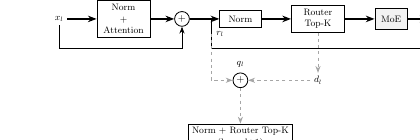 x_l
Norm
+
Attention
+
r_l
Norm
Router
Top-K
MoE
q_l
+
d_l
Norm + Router Top-K